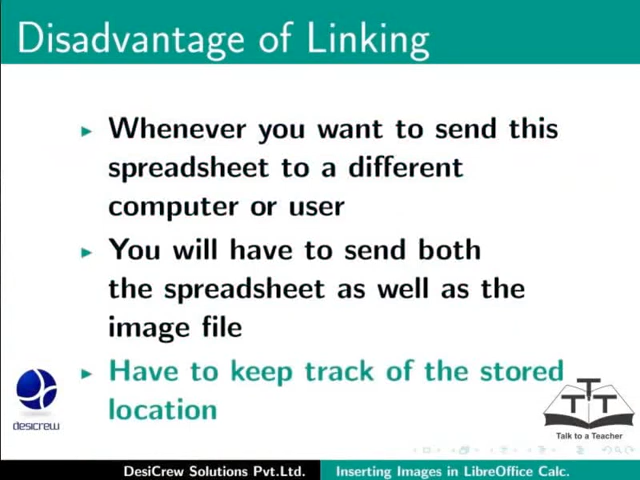 Disadvantage of Linking
Whenever you want to send this
spreadsheet to a different
computer or user
You will have to send both
the spreadsheet as well as the
image file
Have to keep track of the stored
location
desicrew
TTT
Talk to a Teacher
DesiCrew Solutions Pvt.Ltd.
Inserting Images in LibreOffice Calc.